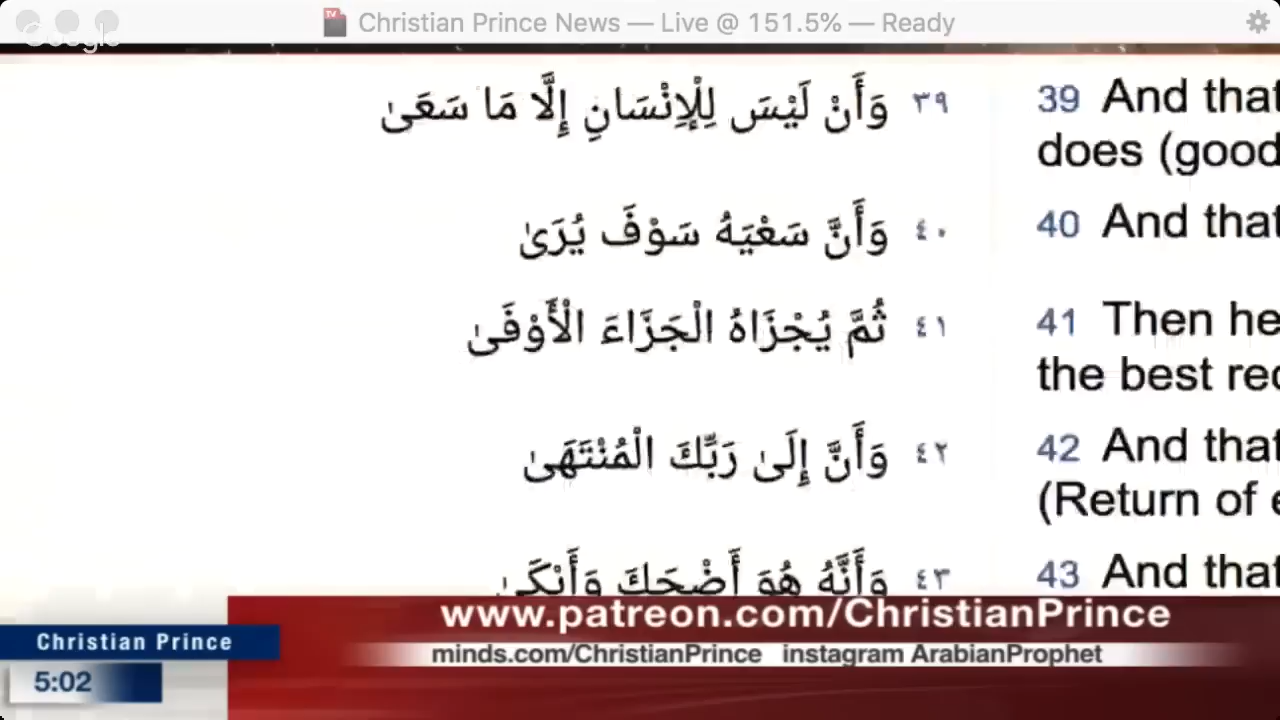 Christian Prince News — Live @ 151.5% — Ready
Google
وَأَنْ لَيْسَ لِلْإِنْسَانِ إِلَّا مَا سَعَىٰ ٣٩
39 And that
does (good
وَأَنَّ سَعْيَهُ سَوْفَ يُرَىٰ ٤٠
40 And that
ثُمَّ يُجْزَاهُ الْجَزَاءَ الْأَوْفَىٰ ٤١
41 Then he
the best rec
وَأَنَّ إِلَىٰ رَبِّكَ الْمُنْتَهَىٰ ٤٢
42 And that
(Return of e
وَأَنَّهُ هُوَ أَضْحَكَ وَأَبْكَىٰ ٤٣
43 And that
www.patreon.com/ChristianPrince
Christian Prince
minds.com/ChristianPrince instagram ArabianProphet
5:02